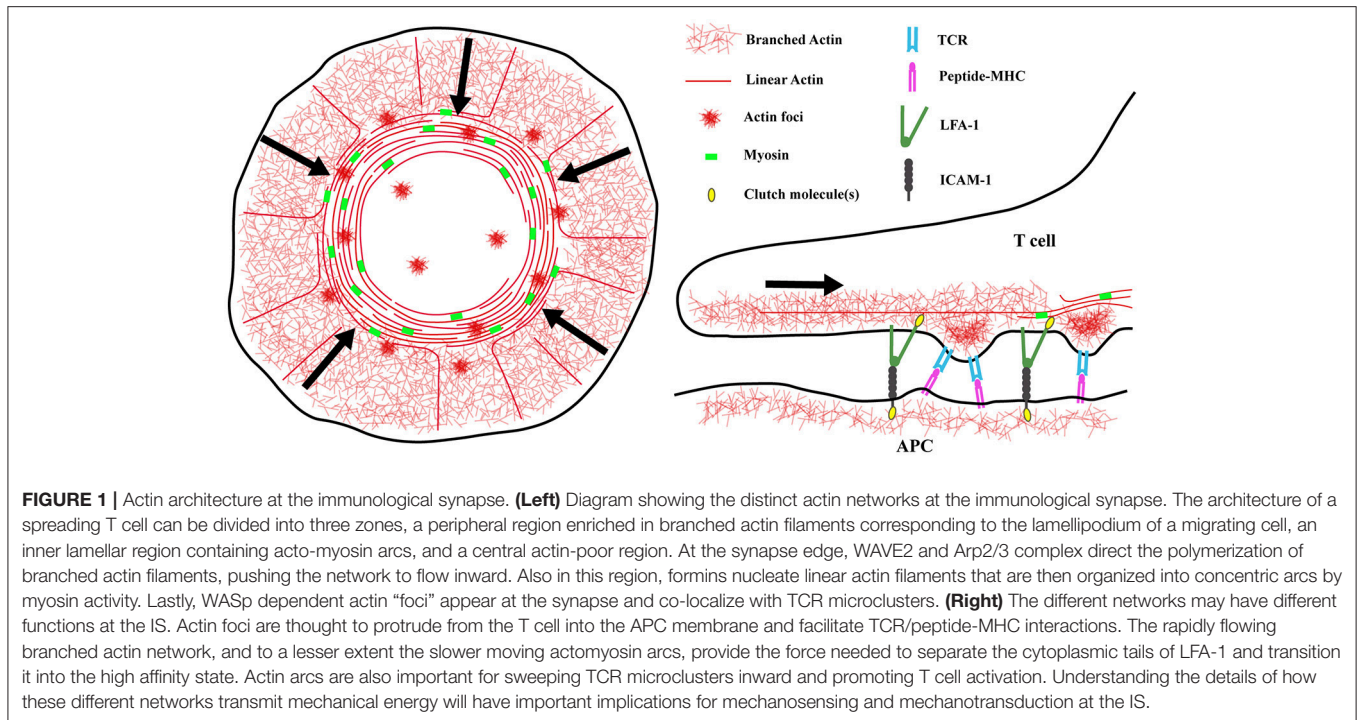 Branched Actin
Linear Actin
Actin foci
Myosin
Clutch molecule(s)
TCR
Peptide-MHC
LFA-1
ICAM-1
T cell
APC
FIGURE 1 | Actin architecture at the immunological synapse. (Left) Diagram showing the distinct actin networks at the immunological synapse. The architecture of a
spreading T cell can be divided into three zones, a peripheral region enriched in branched actin filaments corresponding to the lamellipodium of a migrating cell, an
inner lamellar region containing acto-myosin arcs, and a central actin-poor region. At the synapse edge, WAVE2 and Arp2/3 complex direct the polymerization of
branched actin filaments, pushing the network to flow inward. Also in this region, formins nucleate linear actin filaments that are then organized into concentric arcs by
myosin activity. Lastly, WASp dependent actin “foci” appear at the synapse and co-localize with TCR microclusters. (Right) The different networks may have different
functions at the IS. Actin foci are thought to protrude from the T cell into the APC membrane and facilitate TCR/peptide-MHC interactions. The rapidly flowing
branched actin network, and to a lesser extent the slower moving actomyosin arcs, provide the force needed to separate the cytoplasmic tails of LFA-1 and transition
it into the high affinity state. Actin arcs are also important for sweeping TCR microclusters inward and promoting T cell activation. Understanding the details of how
these different networks transmit mechanical energy will have important implications for mechanosensing and mechanotransduction at the IS.